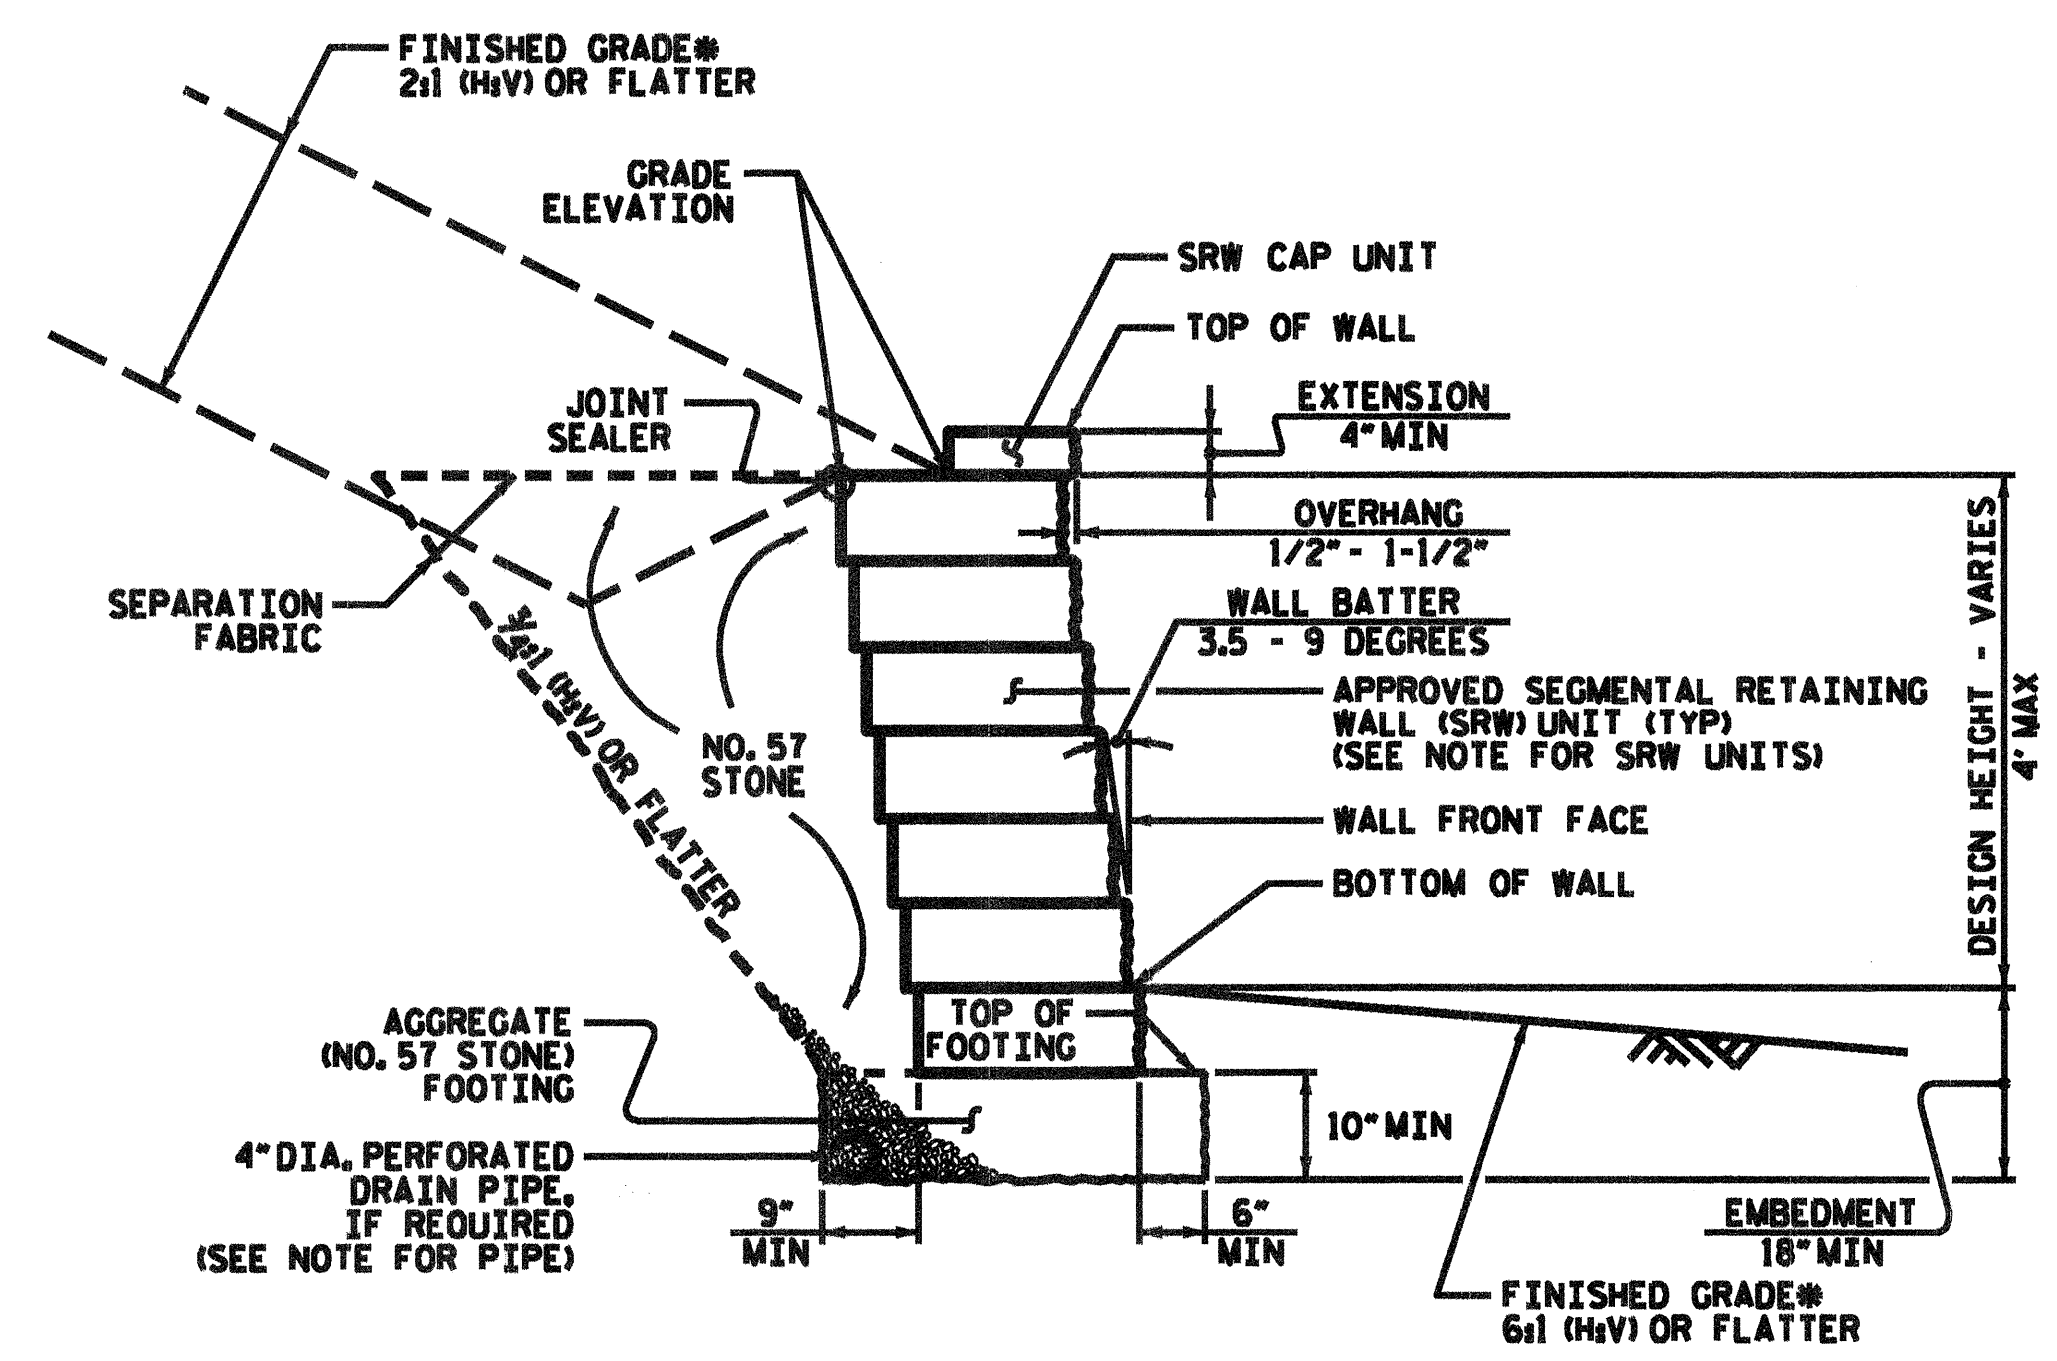 FINISHED GRADE*
2:1 (H:V) OR FLATTER
GRADE
ELEVATION
SRW CAP UNIT
TOP OF WALL
EXTENSION
4" MIN
JOINT
SEALER
OVERHANG
1/2" - 1-1/2"
SEPARATION
FABRIC
WALL BATTER
3.5 - 9 DEGREES
3/4:1 (H:V) OR FLATTER
APPROVED SEGMENTAL RETAINING
WALL (SRW) UNIT (TYP)
(SEE NOTE FOR SRW UNITS)
DESIGN HEIGHT - VARIES
4' MAX
NO. 57
STONE
WALL FRONT FACE
BOTTOM OF WALL
TOP OF
FOOTING
AGGREGATE
(NO. 57 STONE)
FOOTING
10" MIN
4" DIA. PERFORATED
DRAIN PIPE,
IF REQUIRED
(SEE NOTE FOR PIPE)
9"
MIN
6"
MIN
EMBEDMENT
18" MIN
FINISHED GRADE*
6:1 (H:V) OR FLATTER